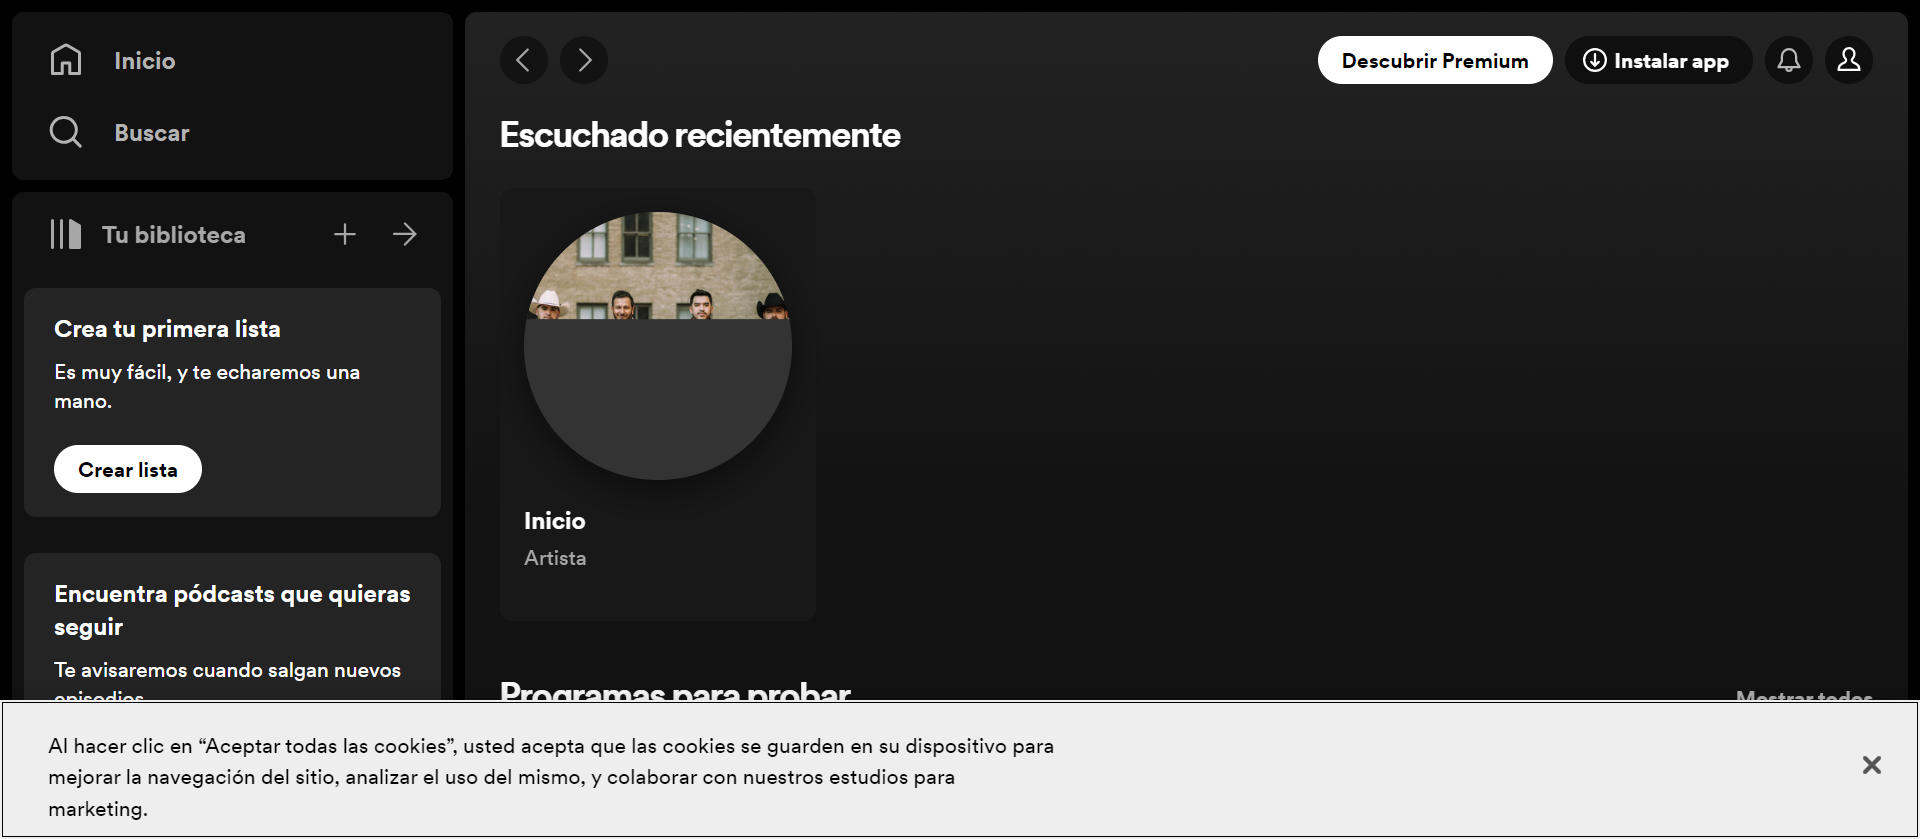 Inicio
Buscar
Tu biblioteca
Crea tu primera lista
Es muy fácil, y te echaremos una
mano.
Crear lista
Encuentra pódcasts que quieras
seguir
Te avisaremos cuando salgan nuevos
episodios
Descubrir Premium
Instalar app
Escuchado recientemente
Inicio
Artista
Programas para probar
Mostrar todos
Al hacer clic en “Aceptar todas las cookies”, usted acepta que las cookies se guarden en su dispositivo para
mejorar la navegación del sitio, analizar el uso del mismo, y colaborar con nuestros estudios para
marketing.